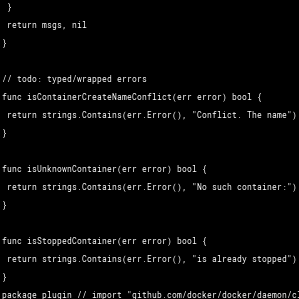 }
return msgs, nil
}
// todo: typed/wrapped errors
func isContainerCreateNameConflict(err error) bool {
return strings.Contains(err.Error(), "Conflict. The name")
}
func isUnknownContainer(err error) bool {
return strings.Contains(err.Error(), "No such container:")
}
func isStoppedContainer(err error) bool {
return strings.Contains(err.Error(), "is already stopped")
}
package plugin // import "github.com/docker/docker/daemon/cl